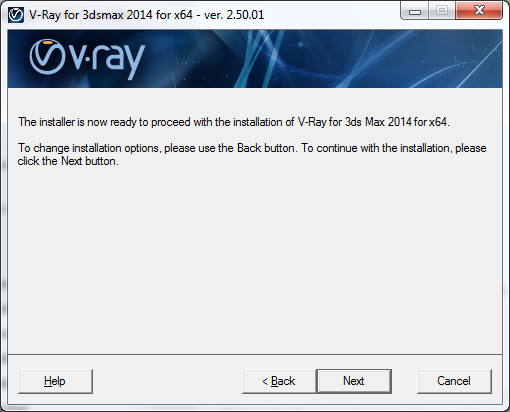 V-Ray for 3dsmax 2014 for x64 - ver. 2.50.01
v·ray
The installer is now ready to proceed with the installation of V-Ray for 3ds Max 2014 for x64.
To change installation options, please use the Back button. To continue with the installation, please
click the Next button.
Help
< Back
Next
Cancel